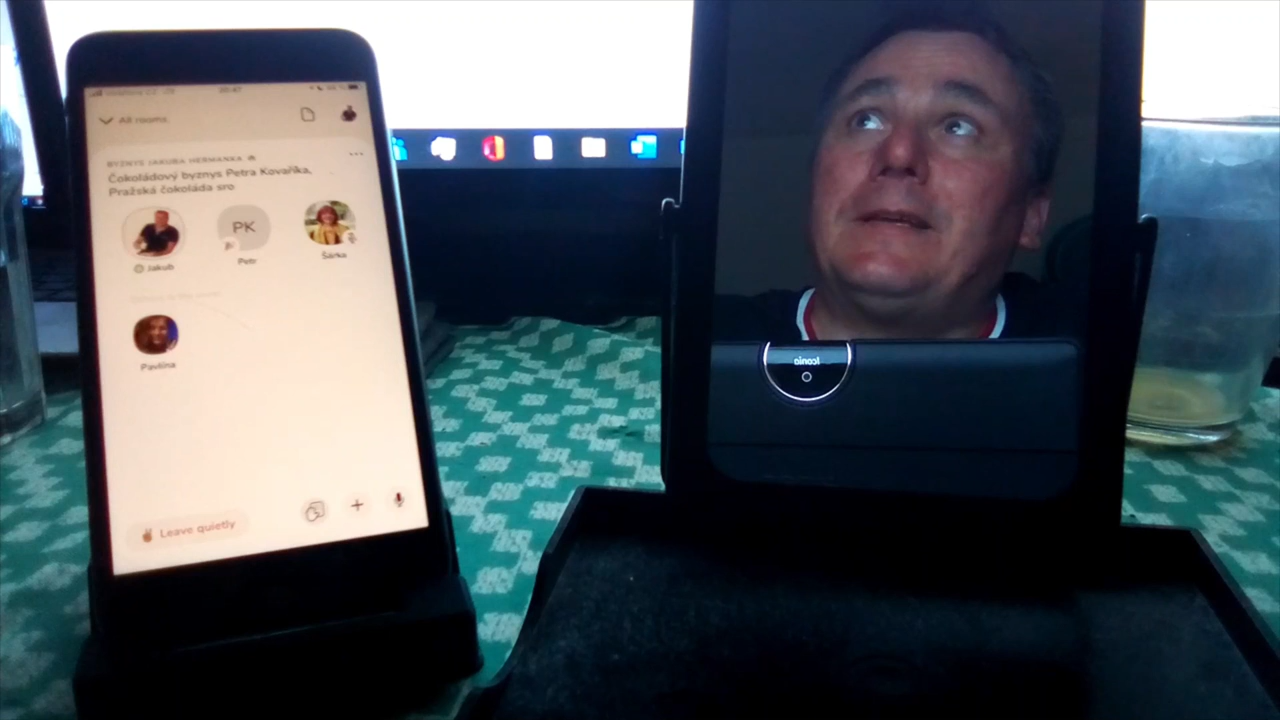 All rooms
BYZNYS JAKUBA HERMANKA
Čokoládový byznys Petra Kovaříka,
Pražská čokoláda sro
PK
Jakub
Petr
Šárka
Pavlína
Leave quietly
Iconia